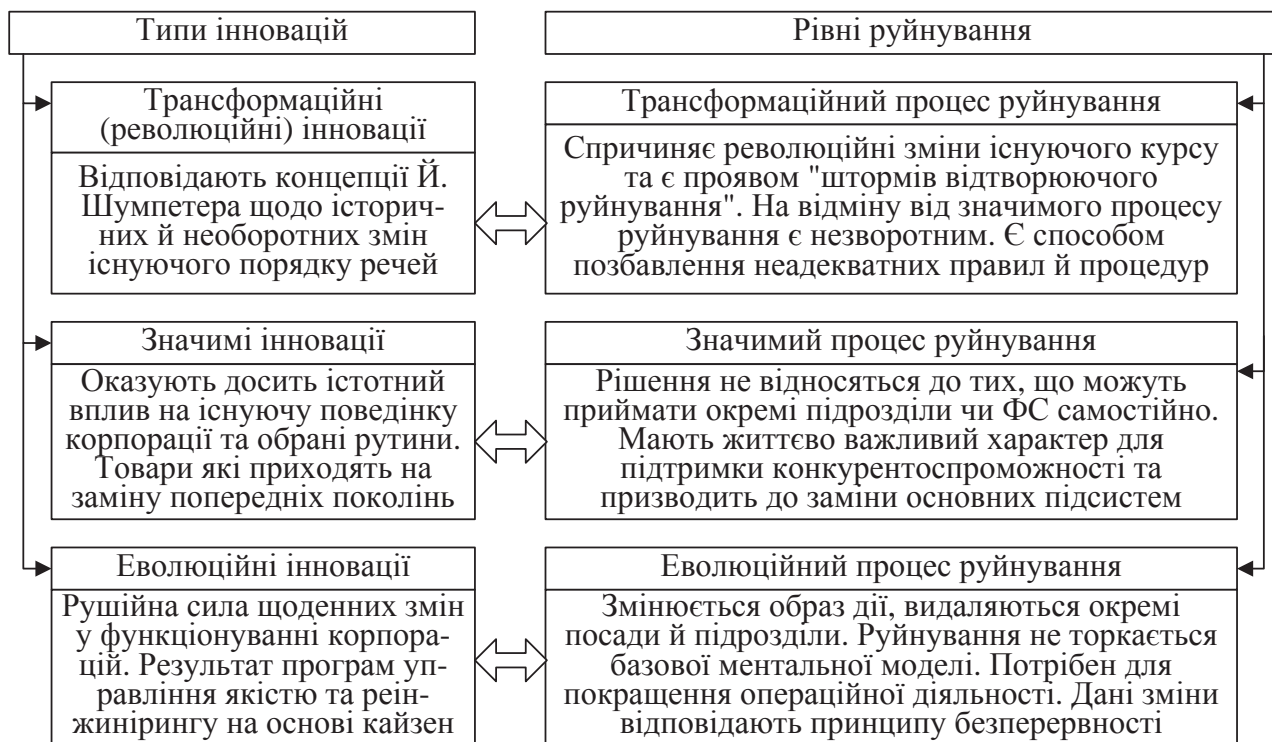 Типи інновацій
Рівні руйнування
Трансформаційні
(революційні) інновації
Відповідають концепції Й.
Шумпетера щодо історич-
них й необоротних змін
існуючого порядку речей
Трансформаційний процес руйнування
Спричиняє революційні зміни існуючого курсу
та є проявом "штормів відтворюючого
руйнування". На відміну від значимого процесу
руйнування є незворотним. Є способом
позбавлення неадекватних правил й процедур
Значимі інновації
Оказують досить істотний
вплив на існуючу поведінку
корпорації та обрані рутини.
Товари які приходять на
заміну попередніх поколінь
Значимий процес руйнування
Рішення не відносяться до тих, що можуть
приймати окремі підрозділи чи ФС самостійно.
Мають життєво важливий характер для
підтримки конкурентоспроможності та
призводить до заміни основних підсистем
Еволюційні інновації
Рушійна сила щоденних змін
у функціонуванні корпора-
цій. Результат програм уп-
равління якістю та реін-
жинірингу на основі кайзен
Еволюційний процес руйнування
Змінюється образ дії, видаляються окремі
посади й підрозділи. Руйнування не торкається
базової ментальної моделі. Потрібен для
покращення операційної діяльності. Дані зміни
відповідають принципу безперервності